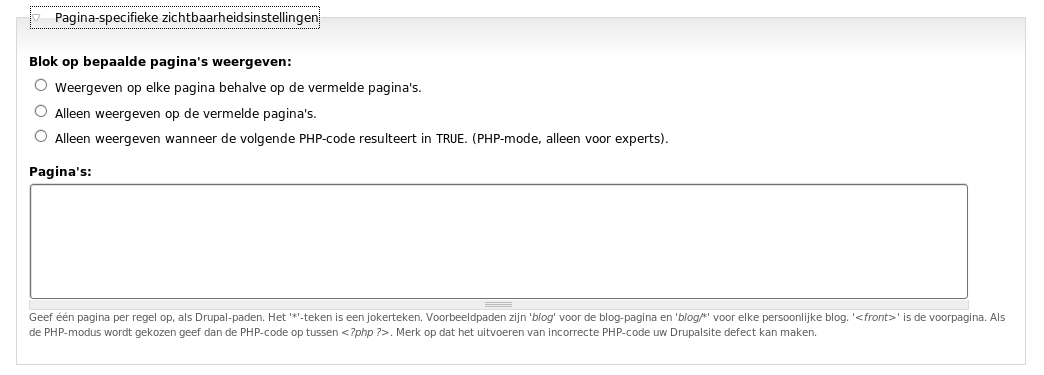 Pagina-specifieke zichtbaarheidsinstellingen
Blok op bepaalde pagina's weergeven:
Weergeven op elke pagina behalve op de vermelde pagina's.
Alleen weergeven op de vermelde pagina's.
Alleen weergeven wanneer de volgende PHP-code resulteert in TRUE. (PHP-mode, alleen voor experts).
Pagina's:
Geef één pagina per regel op, als Drupal-paden. Het '*'-teken is een jokerteken. Voorbeeldpaden zijn 'blog' voor de blog-pagina en 'blog/*' voor elke persoonlijke blog. '<front>' is de voorpagina. Als
de PHP-modus wordt gekozen geef dan de PHP-code op tussen <?php ?>. Merk op dat het uitvoeren van incorrecte PHP-code uw Drupalsite defect kan maken.